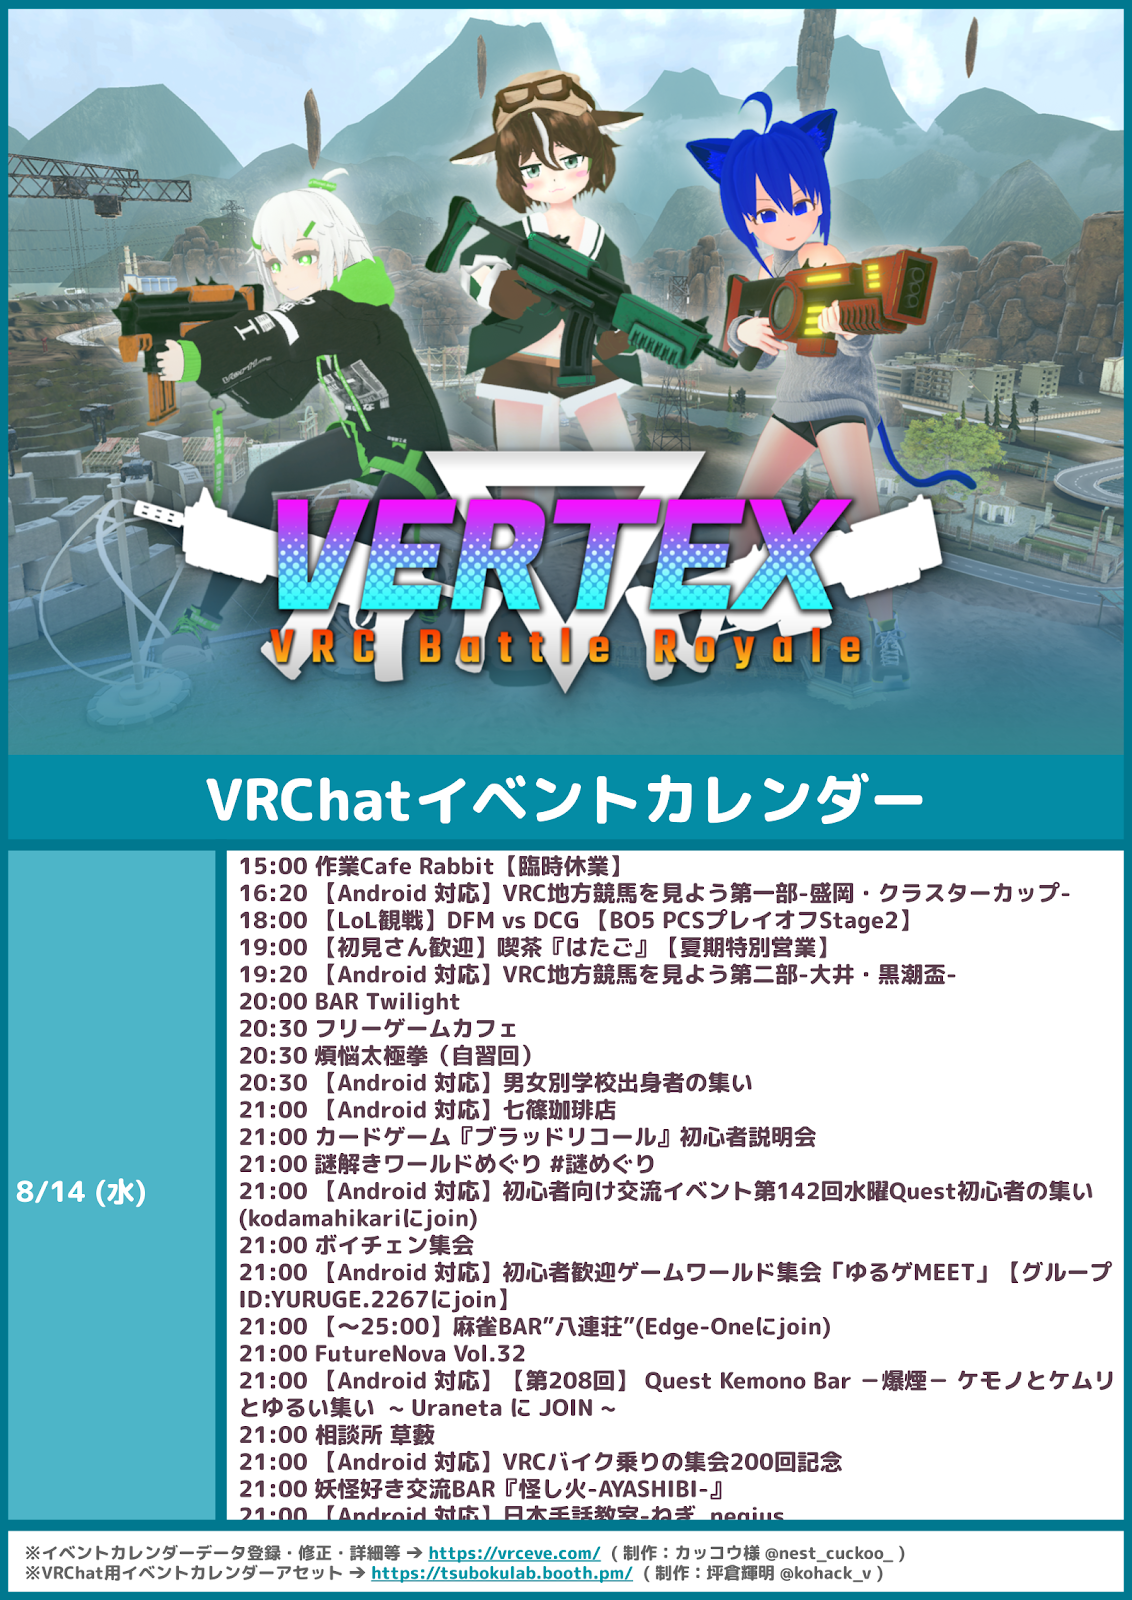 VERTEX
VRC Battle Royale
VRChatイベントカレンダー
8/14 (水)
15:00 作業Cafe Rabbit【臨時休業】
16:20 【Android 対応】VRC地方競馬を見よう第一部-盛岡・クラスターカップ-
18:00 【LoL観戦】DFM vs DCG 【BO5 PCSプレイオフStage2】
19:00 【初見さん歓迎】喫茶『はたご』【夏期特別営業】
19:20 【Android 対応】VRC地方競馬を見よう第二部-大井・黒潮盃-
20:00 BAR Twilight
20:30 フリーゲームカフェ
20:30 煩悩太極拳（自習回）
20:30 【Android 対応】男女別学校出身者の集い
21:00 【Android 対応】七篠珈琲店
21:00 カードゲーム『ブラッドリコール』初心者説明会
21:00 謎解きワールドめぐり #謎めぐり
21:00 【Android 対応】初心者向け交流イベント第142回水曜Quest初心者の集い
(kodamahikariにjoin)
21:00 ボイチェン集会
21:00 【Android 対応】初心者歓迎ゲームワールド集会「ゆるゲMEET」【グループ
ID:YURUGE.2267にjoin】
21:00 【～25:00】麻雀BAR”八連荘”(Edge-Oneにjoin)
21:00 FutureNova Vol.32
21:00 【Android 対応】【第208回】 Quest Kemono Bar －爆煙－ ケモノとケムリ
とゆるい集い ~ Uraneta に JOIN ~
21:00 相談所 草藪
21:00 【Android 対応】VRCバイク乗りの集会200回記念
21:00 妖怪好き交流BAR『怪し火-AYASHIBI-』
21:00 【Android 対応】日本手話教室-ねぎ_negius
※イベントカレンダーデータ登録・修正・詳細等 → https://vrceve.com/ ( 制作：カッコウ様 @nest_cuckoo_ )
※VRChat用イベントカレンダーアセット → https://tsubokulab.booth.pm/ ( 制作：坪倉輝明 @kohack_v )